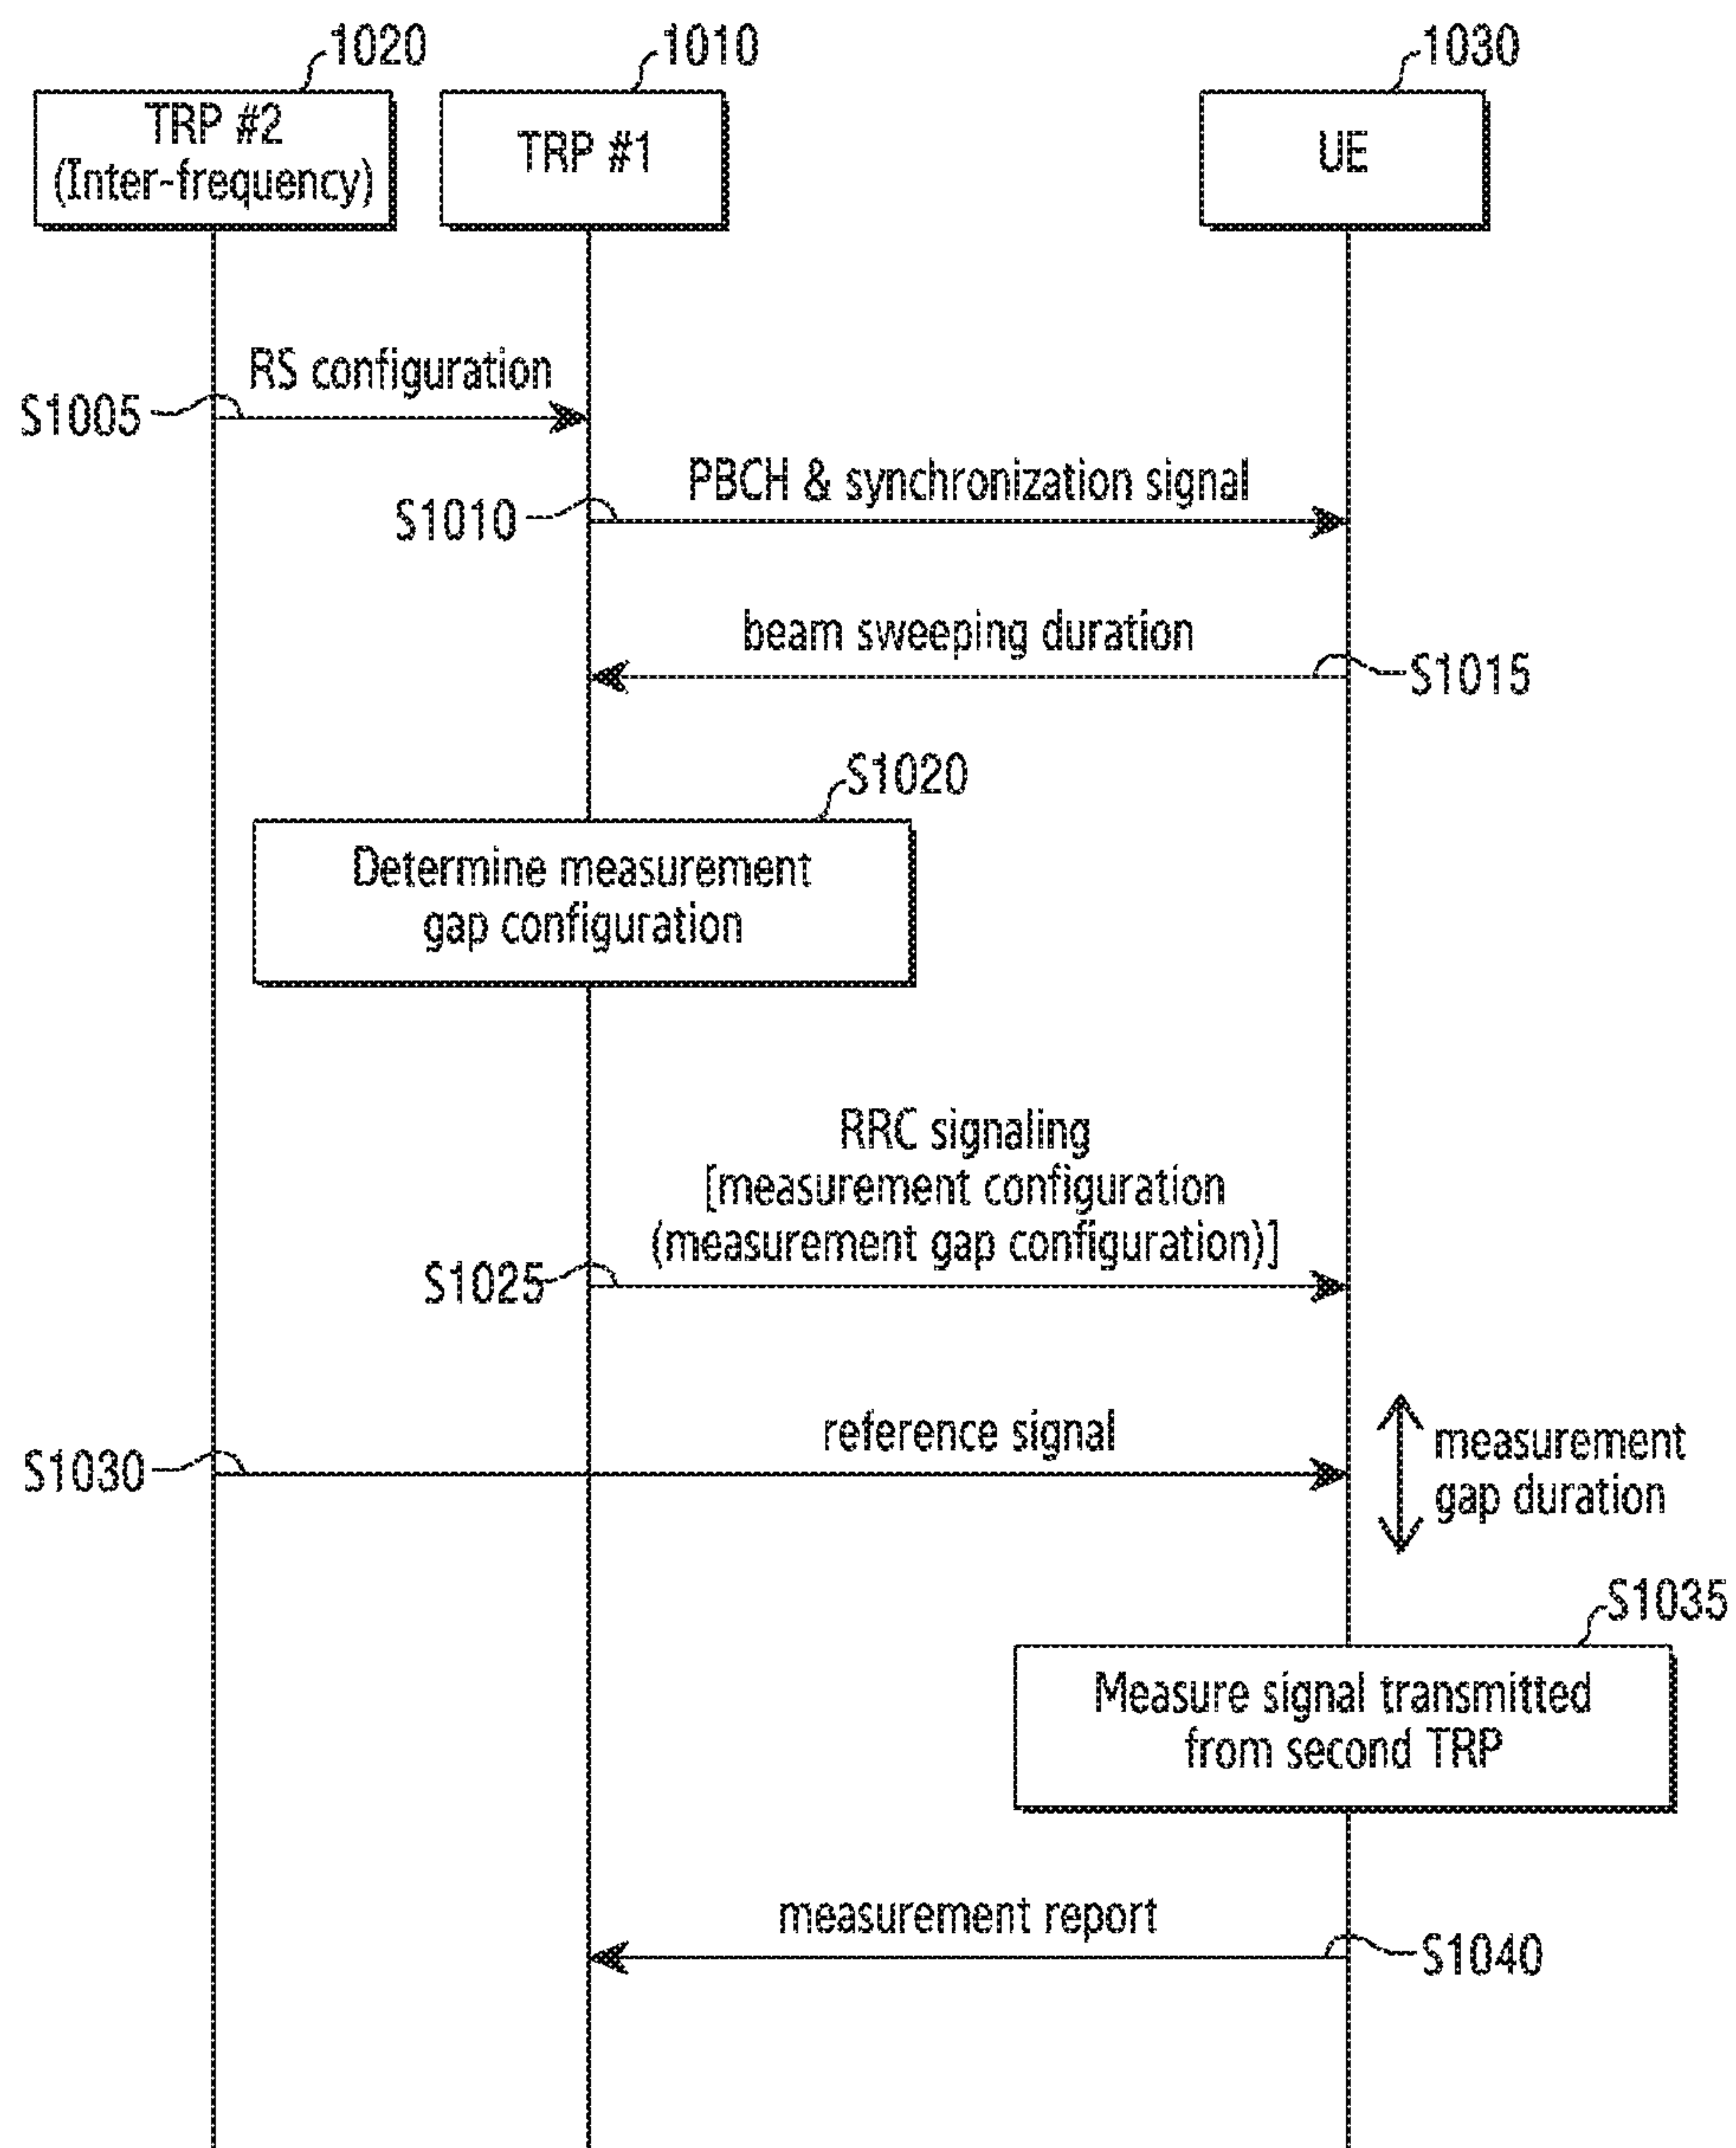 1020
1010
1030
TRP #2
(Inter-frequency)
TRP #1
UE
RS configuration
S1005
PBCH & synchronization signal
S1010
beam sweeping duration
S1015
S1020
Determine measurement
gap configuration
RRC signaling
[measurement configuration
(measurement gap configuration)]
S1025
reference signal
S1030
measurement
gap duration
S1035
Measure signal transmitted
from second TRP
measurement report
S1040